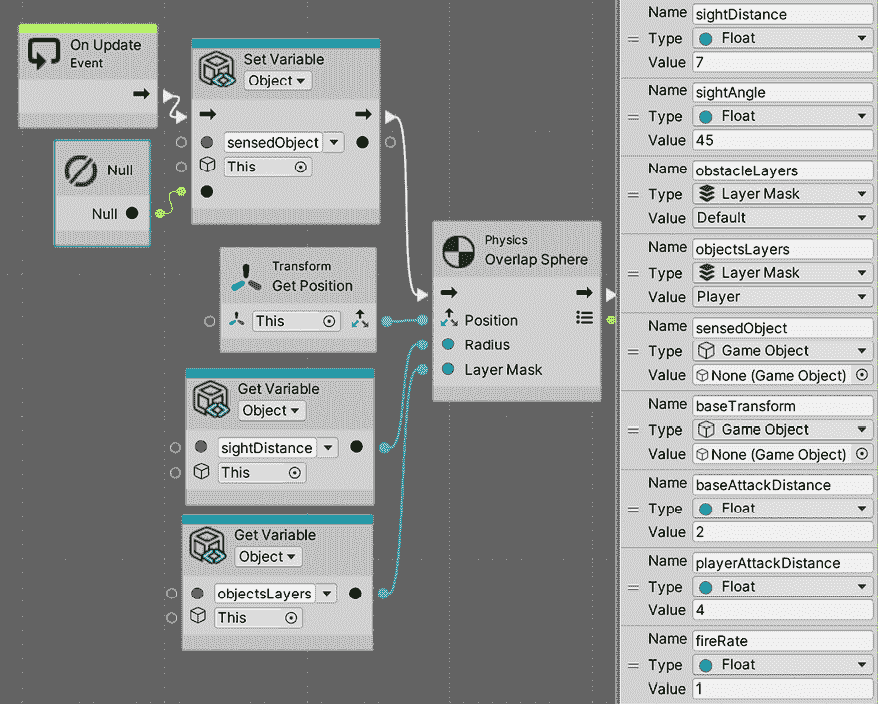 On Update
Event
Set Variable
Object
sensedObject
This
Null
Null
Transform
Get Position
This
Physics
Overlap Sphere
Position
Radius
Layer Mask
Get Variable
Object
sightDistance
This
Get Variable
Object
objectsLayers
This
Name sightDistance
Type Float
Value 7
Name sightAngle
Type Float
Value 45
Name obstacleLayers
Type Layer Mask
Value Default
Name objectsLayers
Type Layer Mask
Value Player
Name sensedObject
Type Game Object
Value None (Game Object)
Name baseTransform
Type Game Object
Value None (Game Object)
Name baseAttackDistance
Type Float
Value 2
Name playerAttackDistance
Type Float
Value 4
Name fireRate
Type Float
Value 1